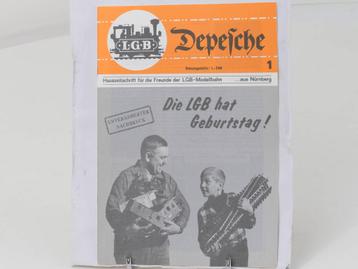 LGB
Depesche
1
Hauszeitschrift für die Freunde der LGB-Modellbahn ...aus Nürnberg
Die LGB hat
Geburtstag!
UNVERÄNDERTER
NACHDRUCK